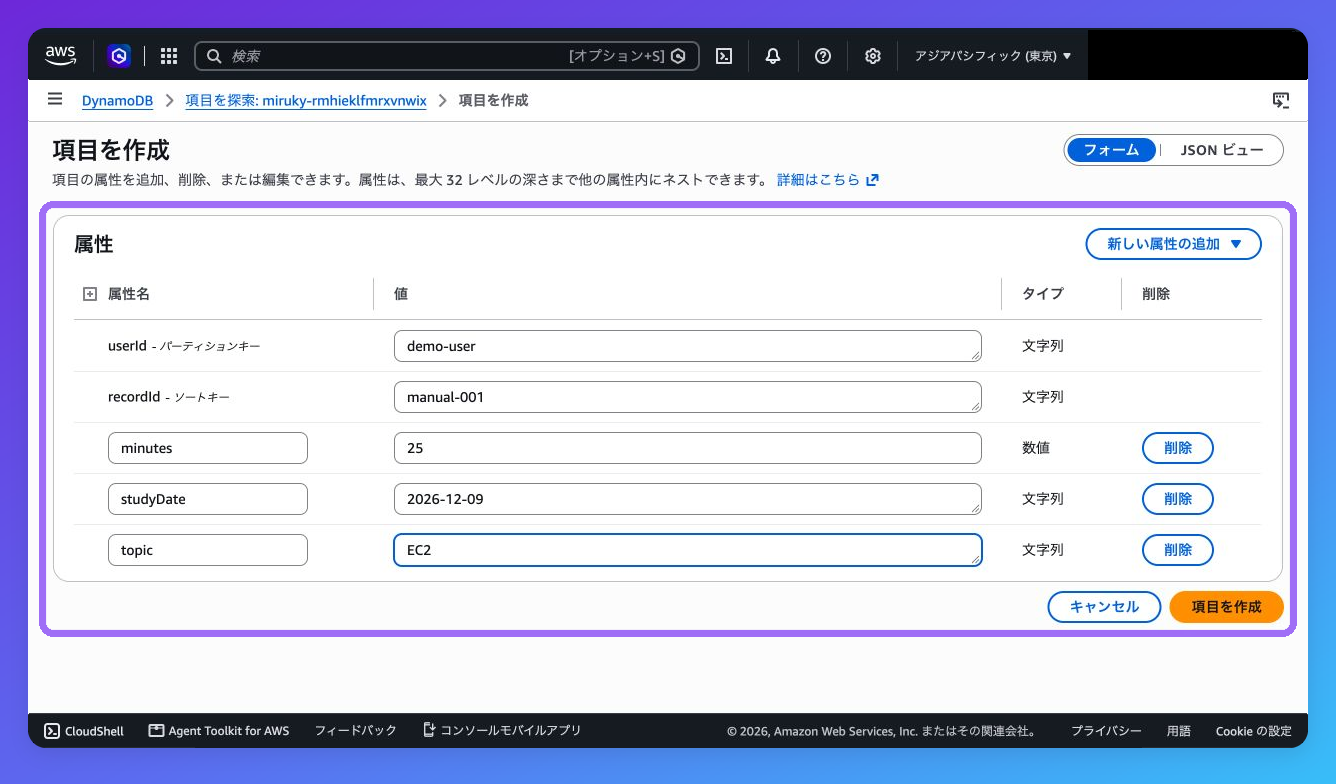 aws
検索
[オプション+S]
アジアパシフィック (東京) ▼
DynamoDB > 項目を探索: miruky-rmhieklfmrxvnwix > 項目を作成
項目を作成
フォーム
JSON ビュー
項目の属性を追加、削除、または編集できます。属性は、最大 32 レベルの深さまで他の属性内にネストできます。 詳細はこちら
属性
新しい属性の追加 ▼
属性名 値 タイプ 削除
userId - パーティションキー demo-user 文字列
recordId - ソートキー manual-001 文字列
minutes 25 数値 削除
studyDate 2026-12-09 文字列 削除
topic EC2 文字列 削除
キャンセル 項目を作成
CloudShell Agent Toolkit for AWS フィードバック コンソールモバイルアプリ © 2026, Amazon Web Services, Inc. またはその関連会社。 プライバシー 用語 Cookie の設定